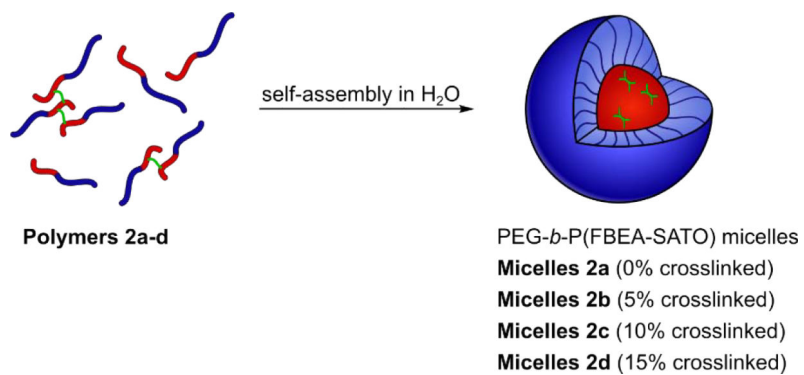 self-assembly in H₂O
Polymers 2a-d
PEG-b-P(FBEA-SATO) micelles
Micelles 2a (0% crosslinked)
Micelles 2b (5% crosslinked)
Micelles 2c (10% crosslinked)
Micelles 2d (15% crosslinked)